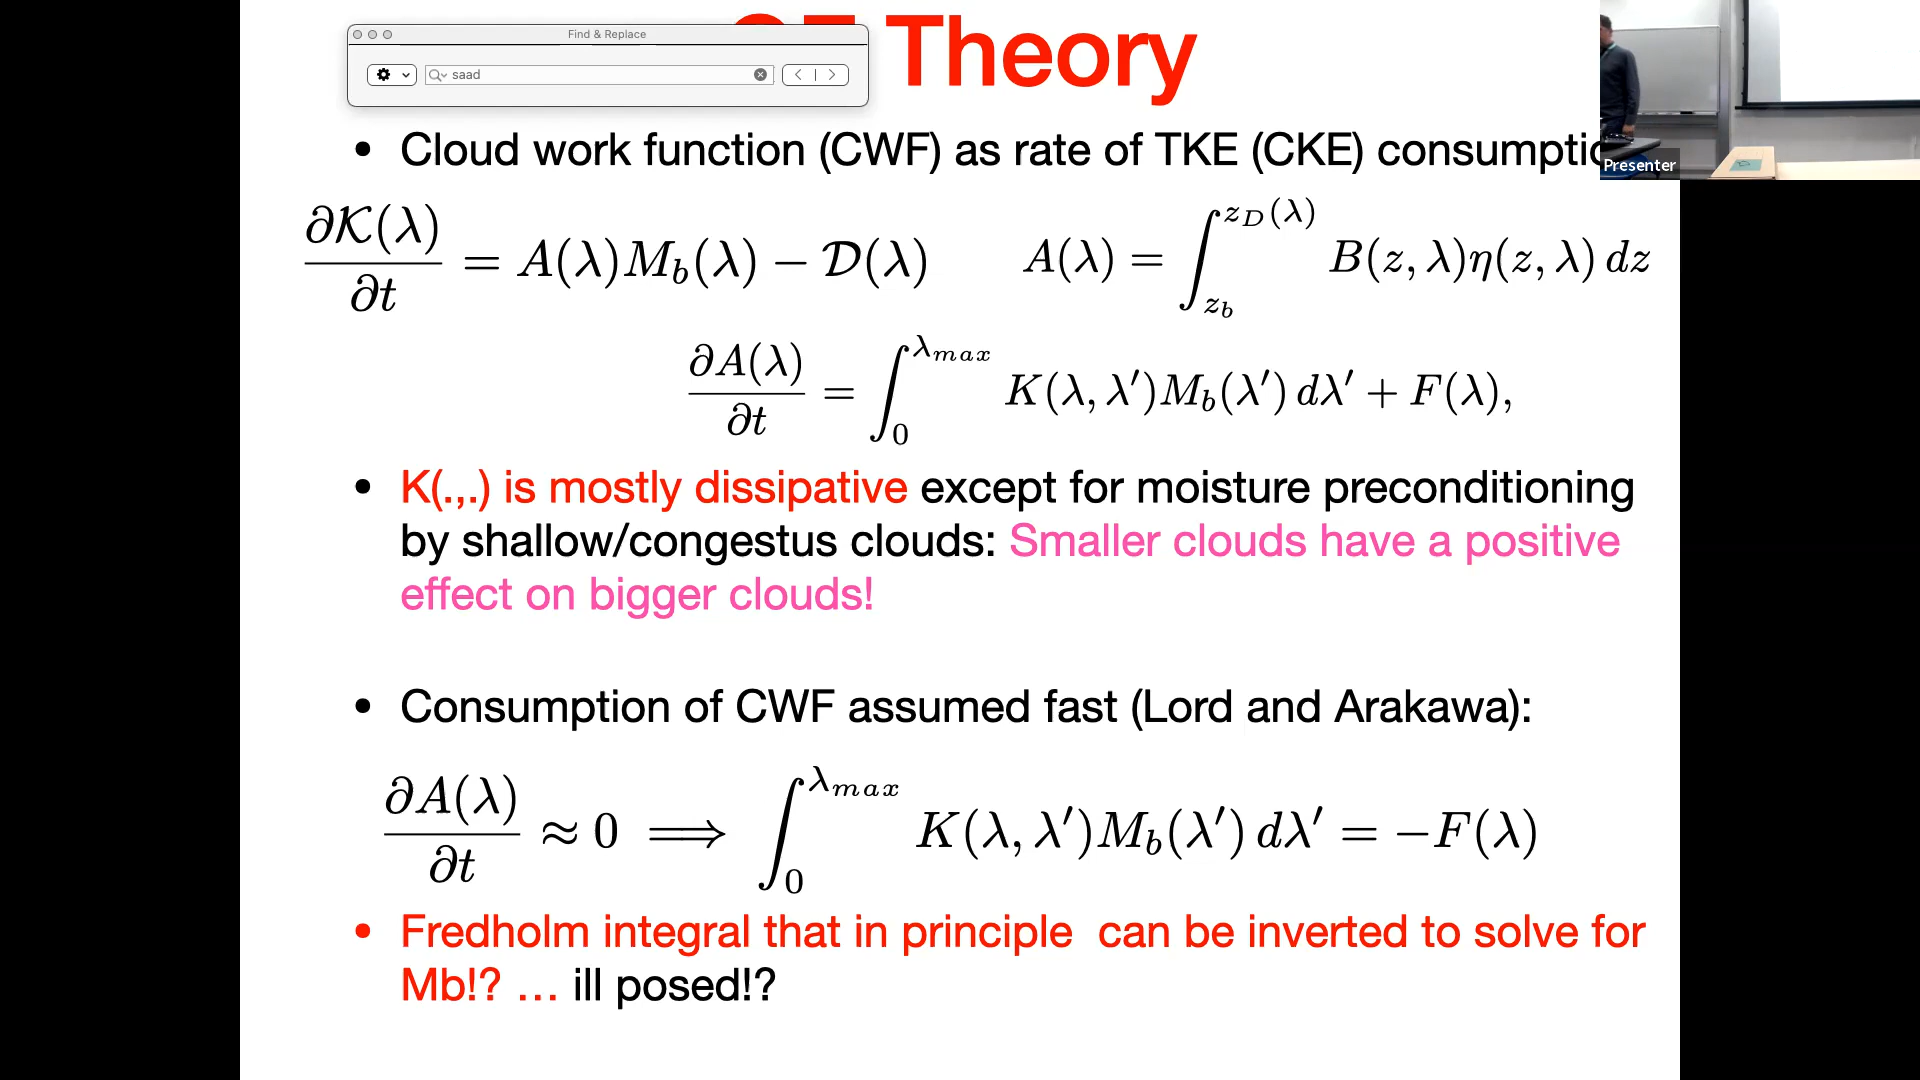 Find & Replace
saad
Theory
Presenter
• Cloud work function (CWF) as rate of TKE (CKE)
∂𝒦(λ)/∂t = A(λ)M_b(λ) − 𝒟(λ)    A(λ) = ∫_{z_b}^{z_D(λ)} B(z, λ)η(z, λ) dz
∂A(λ)/∂t = ∫_0^{λ_max} K(λ, λ′)M_b(λ′) dλ′ + F(λ),
• K(.,.) is mostly dissipative except for moisture preconditioning
by shallow/congestus clouds: Smaller clouds have a positive
effect on bigger clouds!
• Consumption of CWF assumed fast (Lord and Arakawa):
∂A(λ)/∂t ≈ 0 ⟹ ∫_0^{λ_max} K(λ, λ′)M_b(λ′) dλ′ = −F(λ)
• Fredholm integral that in principle can be inverted to solve for
Mb!? … ill posed!?